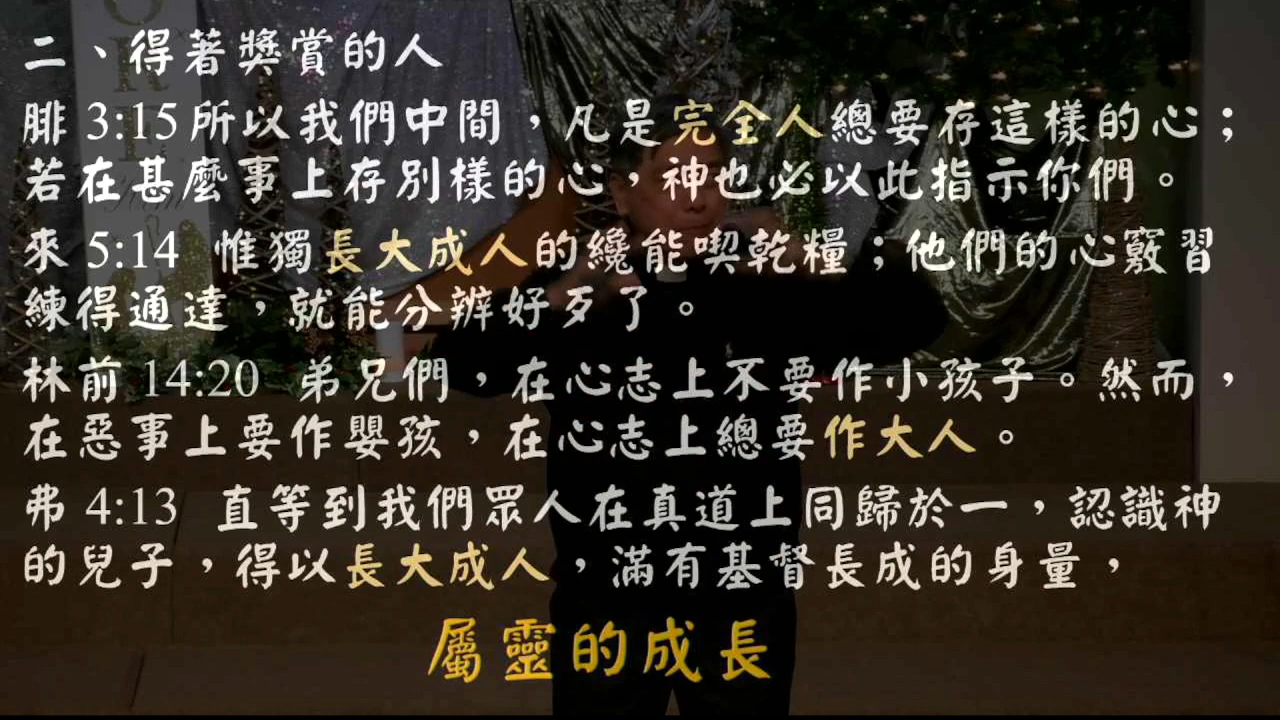 二、得著獎賞的人
腓 3:15 所以我們中間，凡是完全人總要存這樣的心；
若在甚麼事上存別樣的心，神也必以此指示你們。
來 5:14 惟獨長大成人的纔能喫乾糧；他們的心竅習
練得通達，就能分辨好歹了。
林前 14:20 弟兄們，在心志上不要作小孩子。然而，
在惡事上要作嬰孩，在心志上總要作大人。
弗 4:13 直等到我們眾人在真道上同歸於一，認識神
的兒子，得以長大成人，滿有基督長成的身量，
屬靈的成長